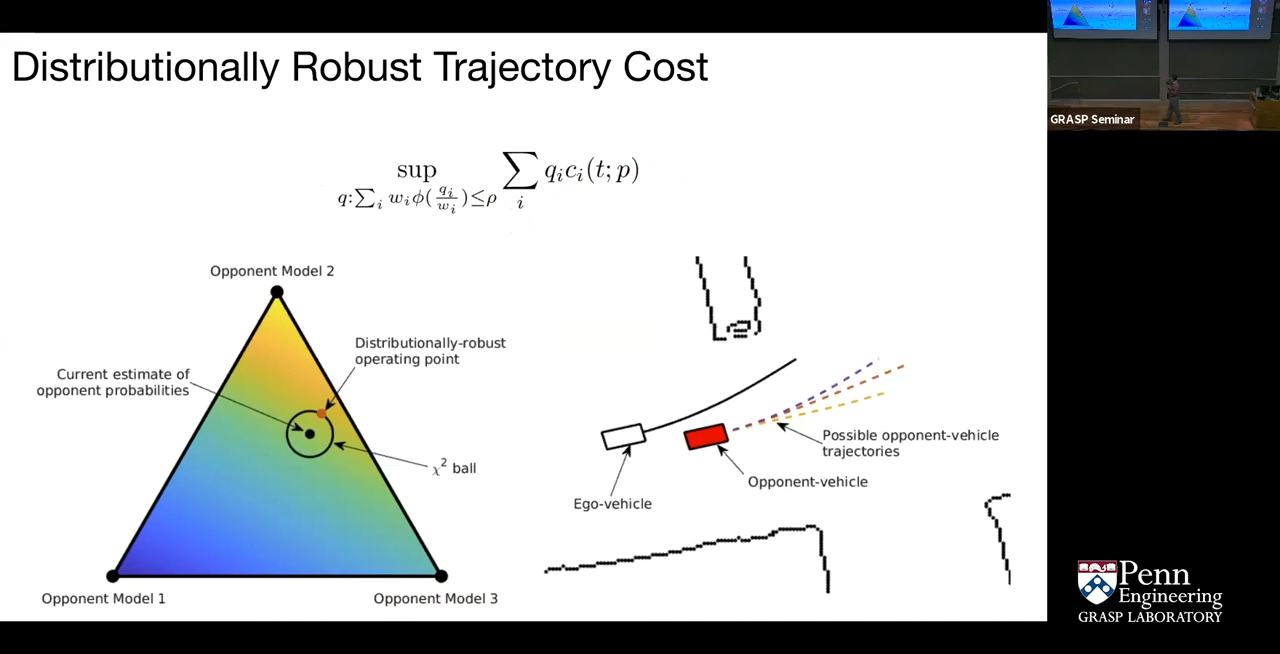 Distributionally Robust Trajectory Cost
GRASP Seminar
sup
q:∑ᵢ wᵢϕ(qᵢ/wᵢ)≤ρ
∑ᵢ qᵢcᵢ(t; p)
Opponent Model 2
Distributionally-robust
operating point
Current estimate of
opponent probabilities
χ² ball
Opponent Model 1
Opponent Model 3
Possible opponent-vehicle
trajectories
Opponent-vehicle
Ego-vehicle
Penn
Engineering
GRASP LABORATORY